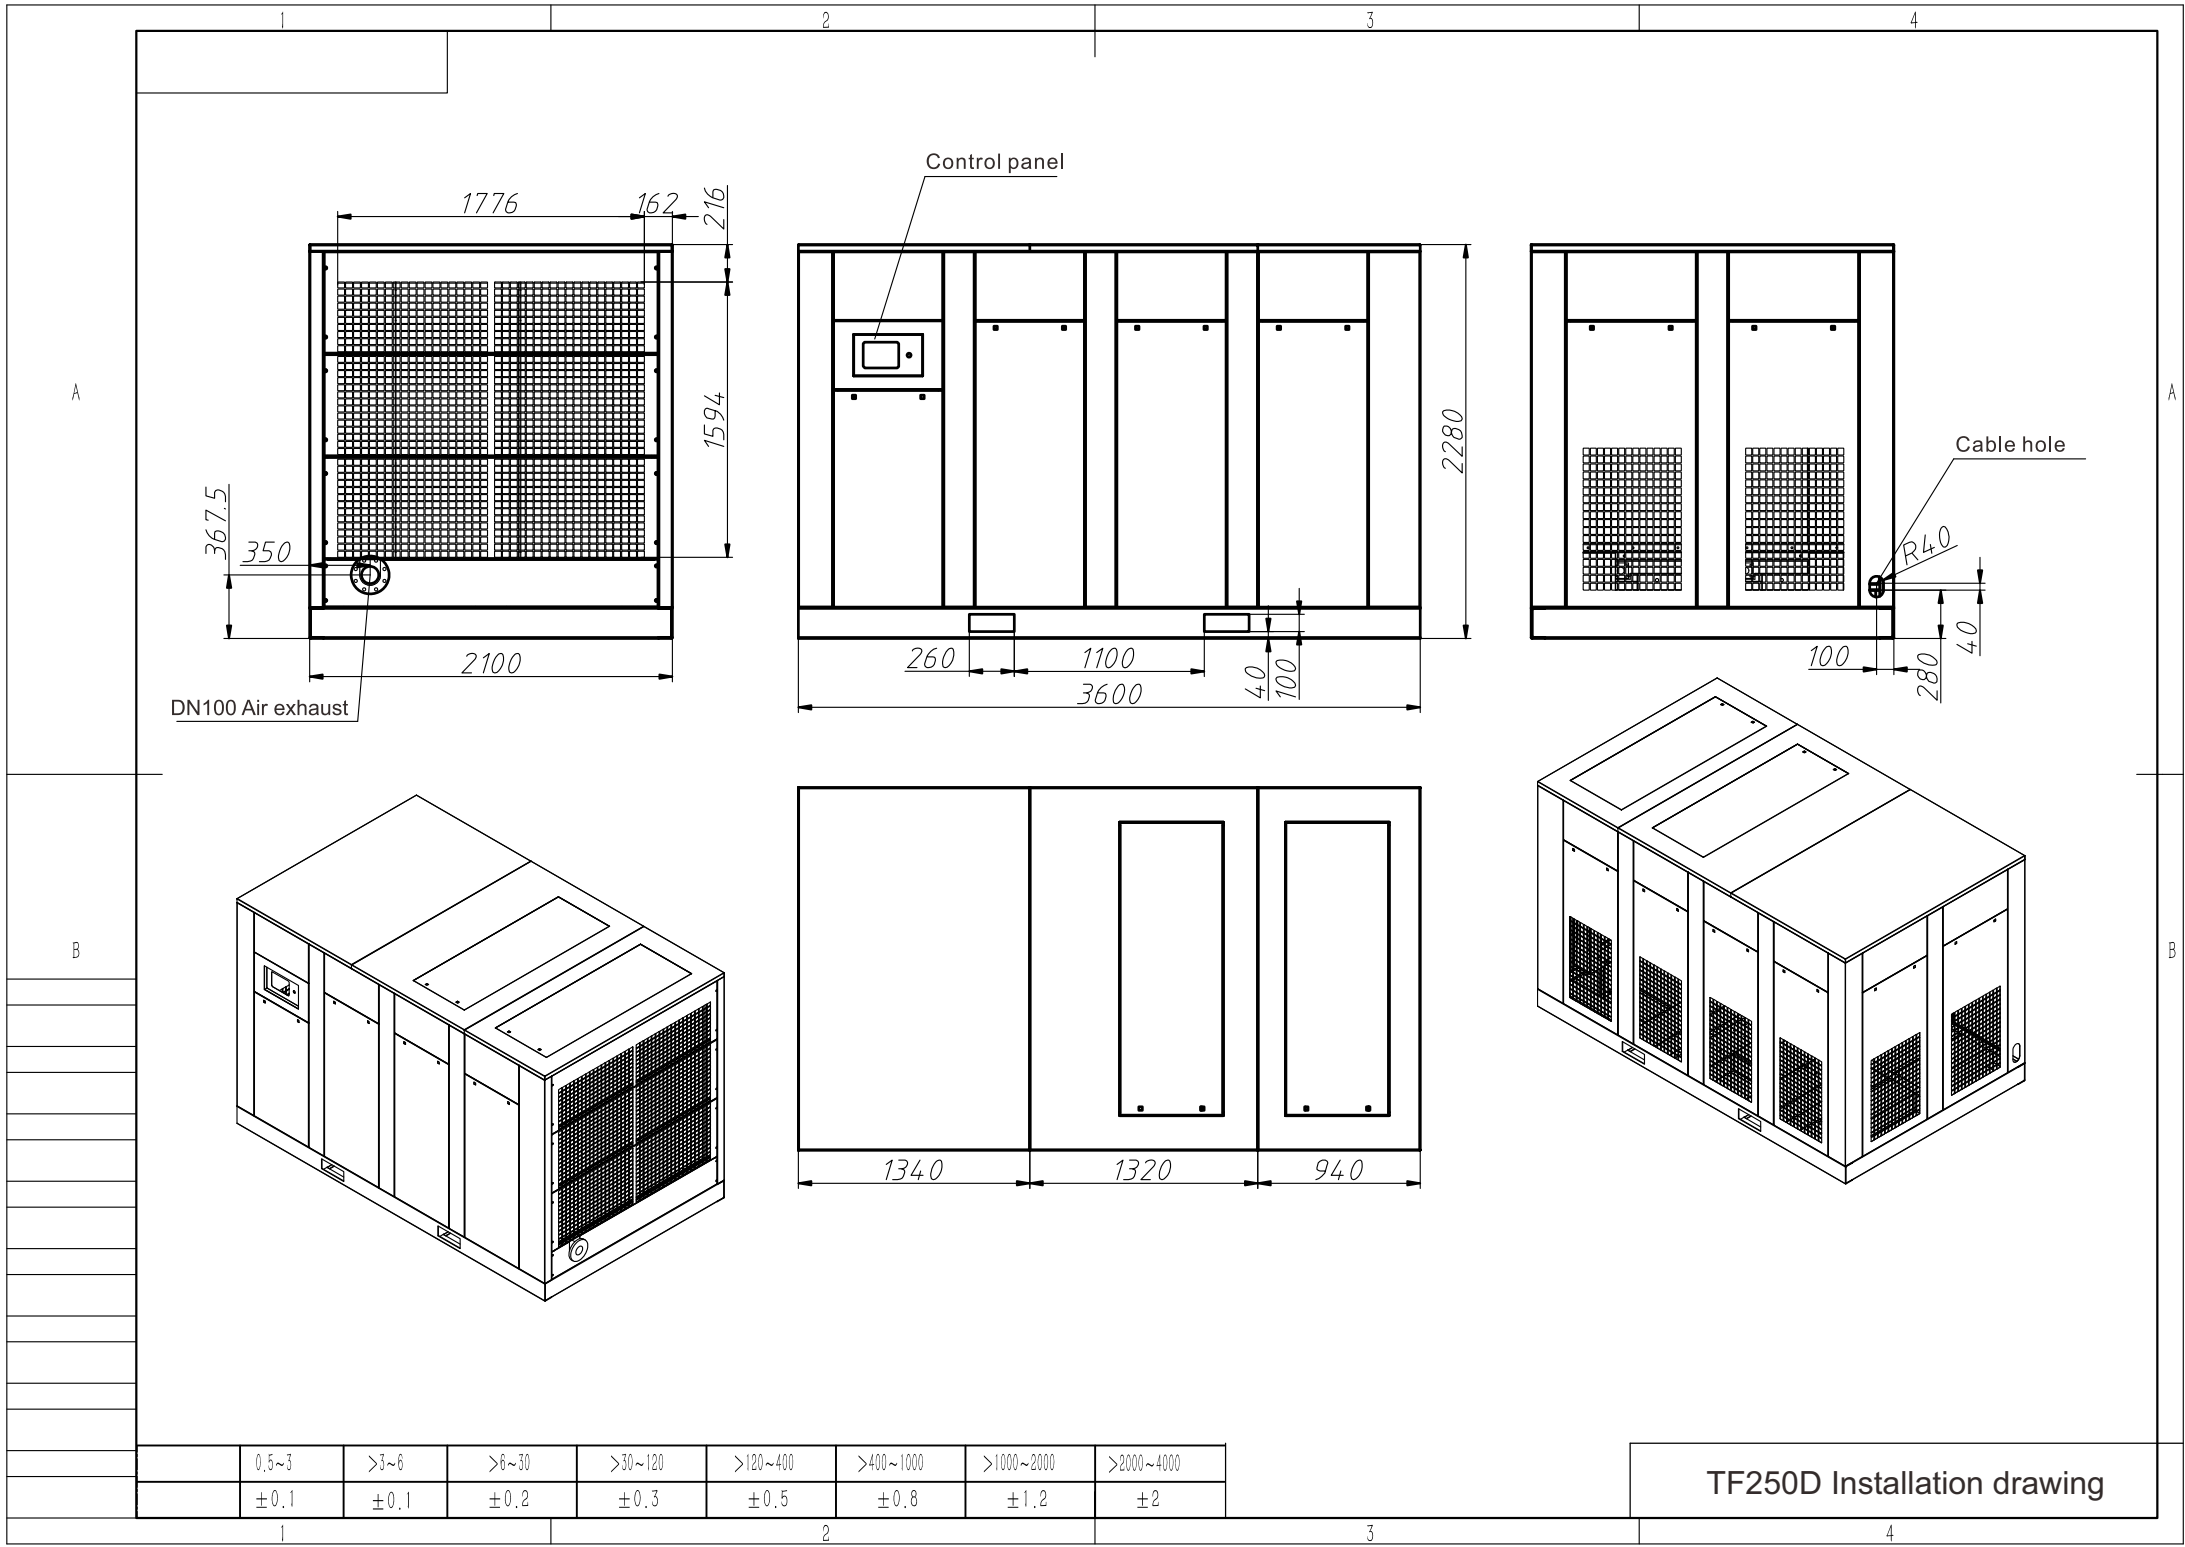 1 2 3 4
Control panel
1776 162 216
A A
1594
2280
Cable hole
367.5
350
R40
2100
260 1100 40 100
3600
100 280 40
DN100 Air exhaust
B B
1340 1320 940
0.5~3 >3~6 >6~30 >30~120 >120~400 >400~1000 >1000~2000 >2000~4000
±0.1 ±0.1 ±0.2 ±0.3 ±0.5 ±0.8 ±1.2 ±2
TF250D Installation drawing
1 2 3 4